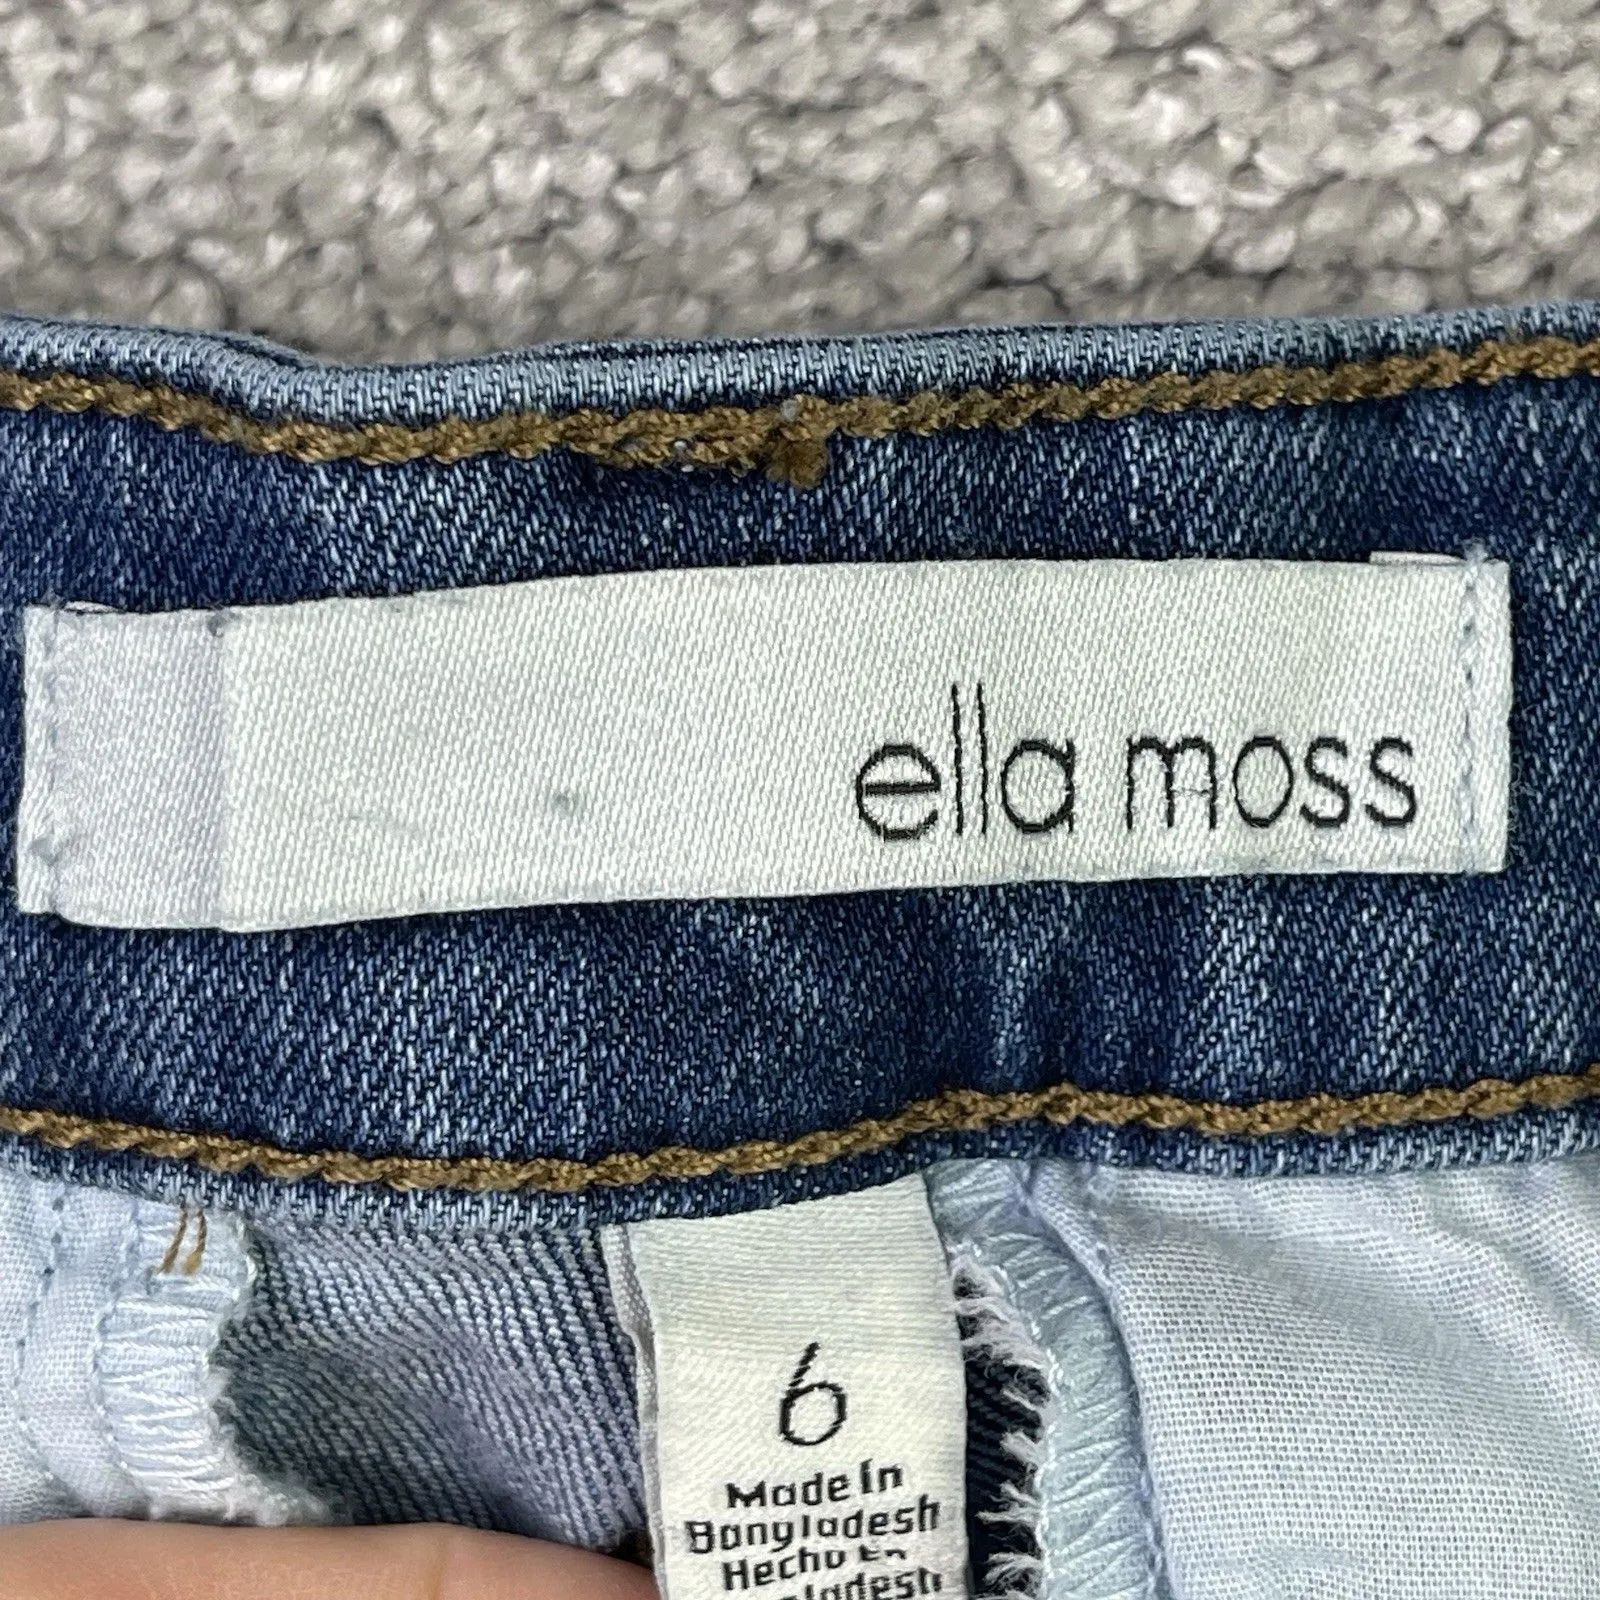 ella moss
6
Made In
Bangladesh
Hecho En